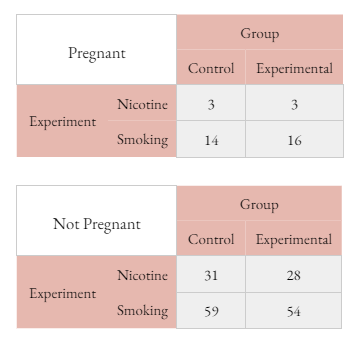 Pregnant
Group
Control Experimental
Experiment
Nicotine 3 3
Smoking 14 16
Not Pregnant
Group
Control Experimental
Experiment
Nicotine 31 28
Smoking 59 54